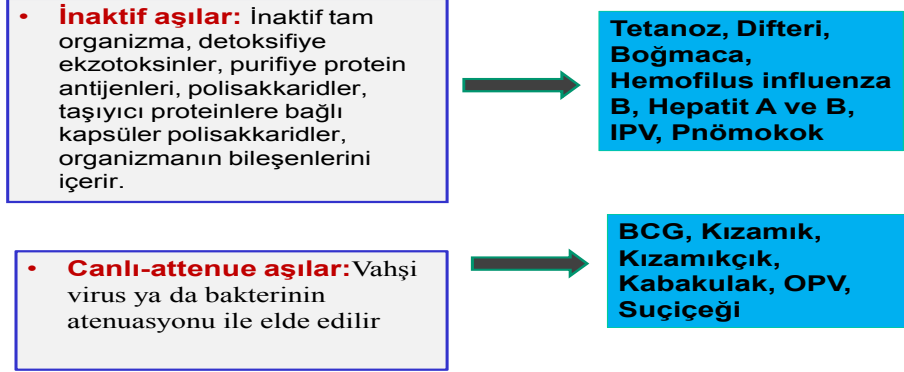 • İnaktif aşılar: İnaktif tam
organizma, detoksifiye
ekzotoksinler, purifiye protein
antijenleri, polisakkaridler,
taşıyıcı proteinlere bağlı
kapsüler polisakkaridler,
organizmanın bileşenlerini
içerir.
Tetanoz, Difteri,
Boğmaca,
Hemofilus influenza
B, Hepatit A ve B,
IPV, Pnömokok
• Canlı-attenue aşılar:Vahşi
virus ya da bakterinin
atenuasyonu ile elde edilir
BCG, Kızamık,
Kızamıkçık,
Kabakulak, OPV,
Suçiçeği